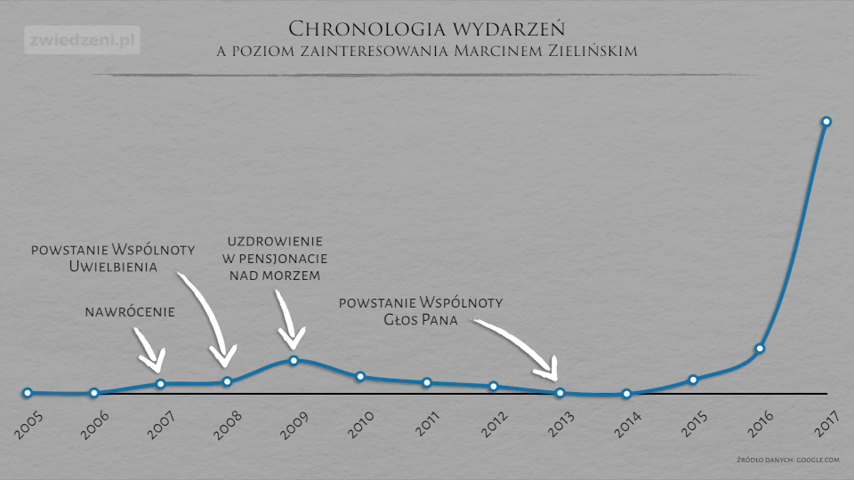 zwiedzeni.pl
Chronologia wydarzeń
a poziom zainteresowania Marcinem Zielińskim
powstanie Wspólnoty
Uwielbienia
uzdrowienie
w pensjonacie
nad morzem
nawrócenie
powstanie Wspólnoty
Głos Pana
2005
2006
2007
2008
2009
2010
2011
2012
2013
2014
2015
2016
2017
źródło danych: google.com